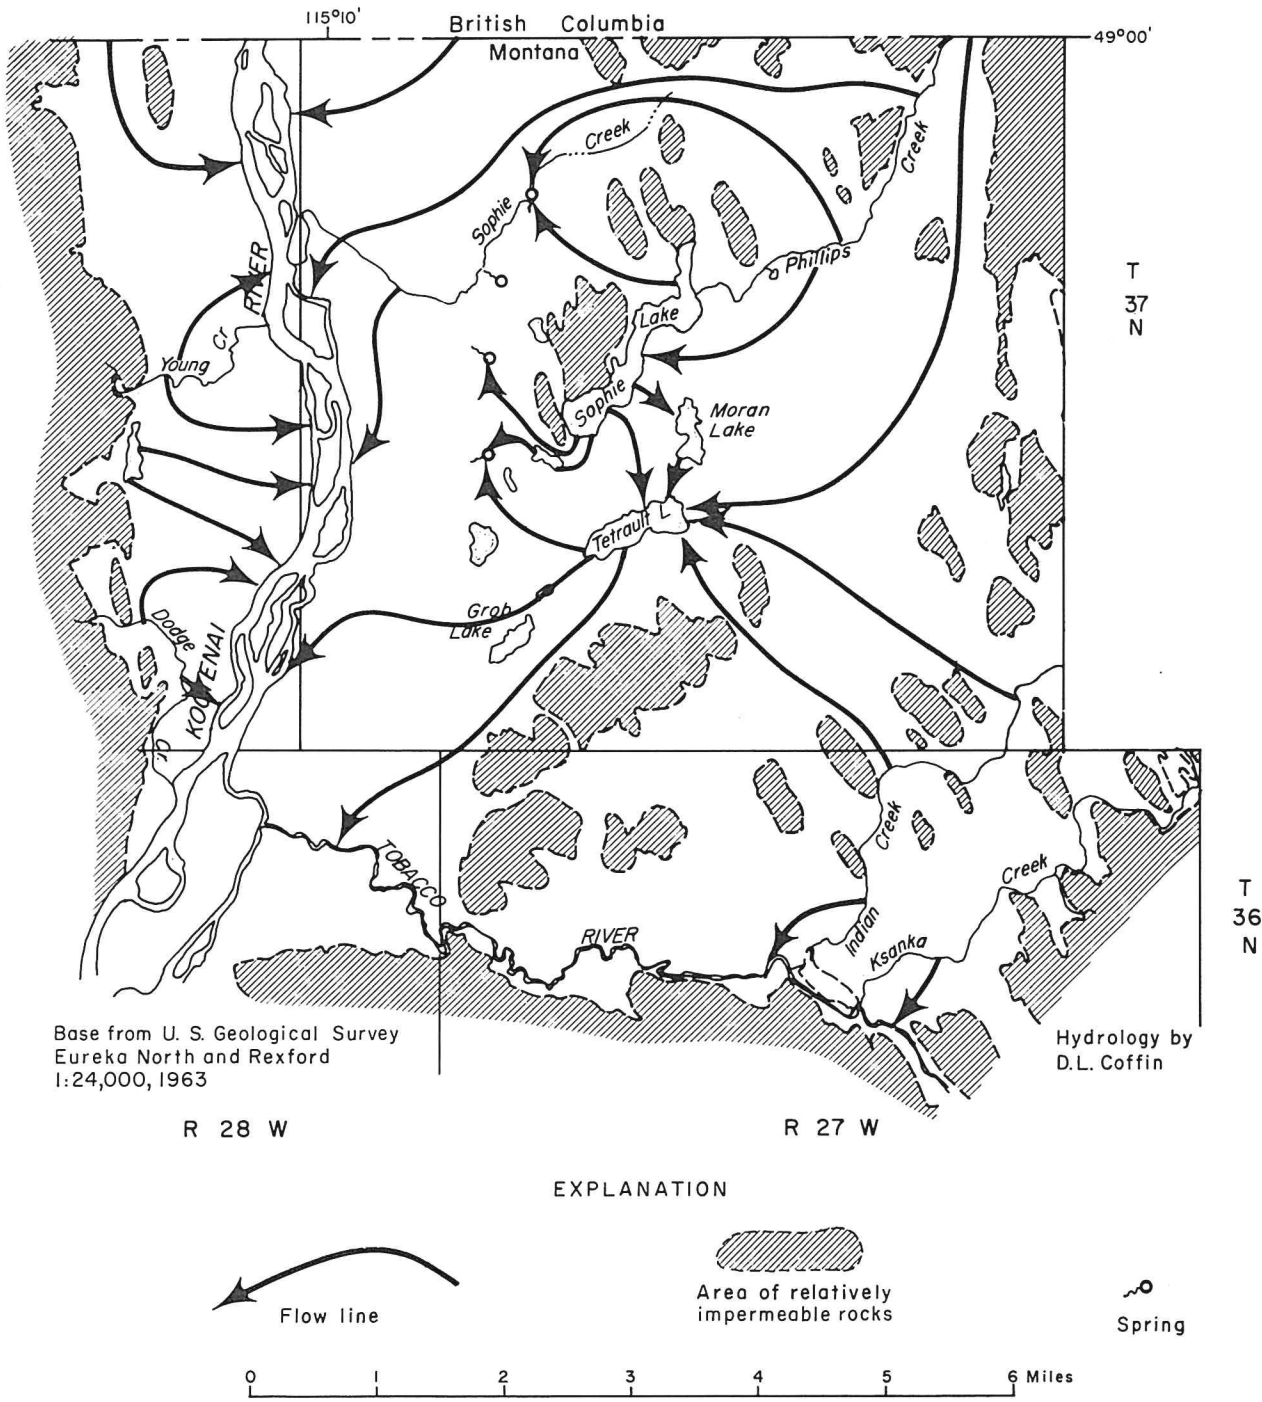 115°10'
British Columbia
Montana
49°00'
Creek
Creek
Sophie
RIVER
Phillips
T
37
N
Lake
Cr.
Young
Sophie
Moran
Lake
Tetrault L
Grob
Lake
Dodge
KOOTENAI
Cr.
Creek
TOBACCO
Creek
T
36
N
Indian
RIVER
Ksanka
Base from U. S. Geological Survey
Eureka North and Rexford
1:24,000, 1963
Hydrology by
D.L. Coffin
R 28 W
R 27 W
EXPLANATION
Flow line
Area of relatively
impermeable rocks
Spring
0 1 2 3 4 5 6 Miles